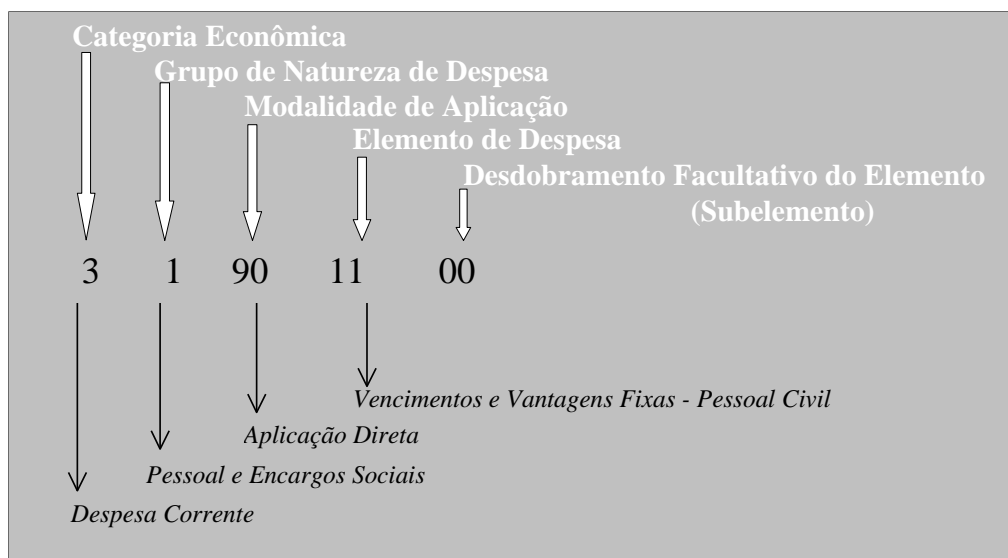 Categoria Econômica
Grupo de Natureza de Despesa
Modalidade de Aplicação
Elemento de Despesa
Desdobramento Facultativo do Elemento
(Subelemento)
3 1 90 11 00
Vencimentos e Vantagens Fixas - Pessoal Civil
Aplicação Direta
Pessoal e Encargos Sociais
Despesa Corrente